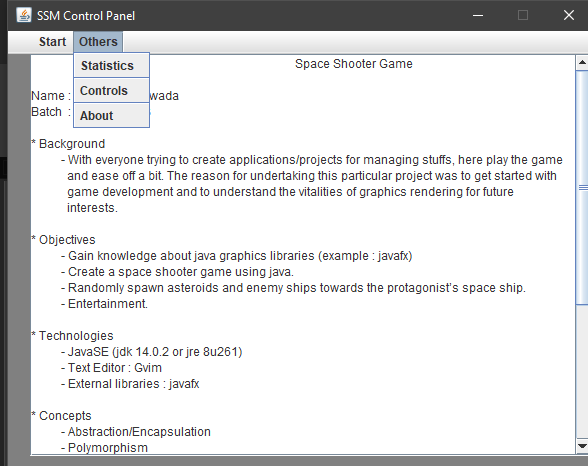 SSM Control Panel
Start Others
Statistics
Controls
About
Space Shooter Game
Name : wada
Batch :
* Background
- With everyone trying to create applications/projects for managing stuffs, here play the game
and ease off a bit. The reason for undertaking this particular project was to get started with
game development and to understand the vitalities of graphics rendering for future
interests.
* Objectives
- Gain knowledge about java graphics libraries (example : javafx)
- Create a space shooter game using java.
- Randomly spawn asteroids and enemy ships towards the protagonist's space ship.
- Entertainment.
* Technologies
- JavaSE (jdk 14.0.2 or jre 8u261)
- Text Editor : Gvim
- External libraries : javafx
* Concepts
- Abstraction/Encapsulation
- Polymorphism